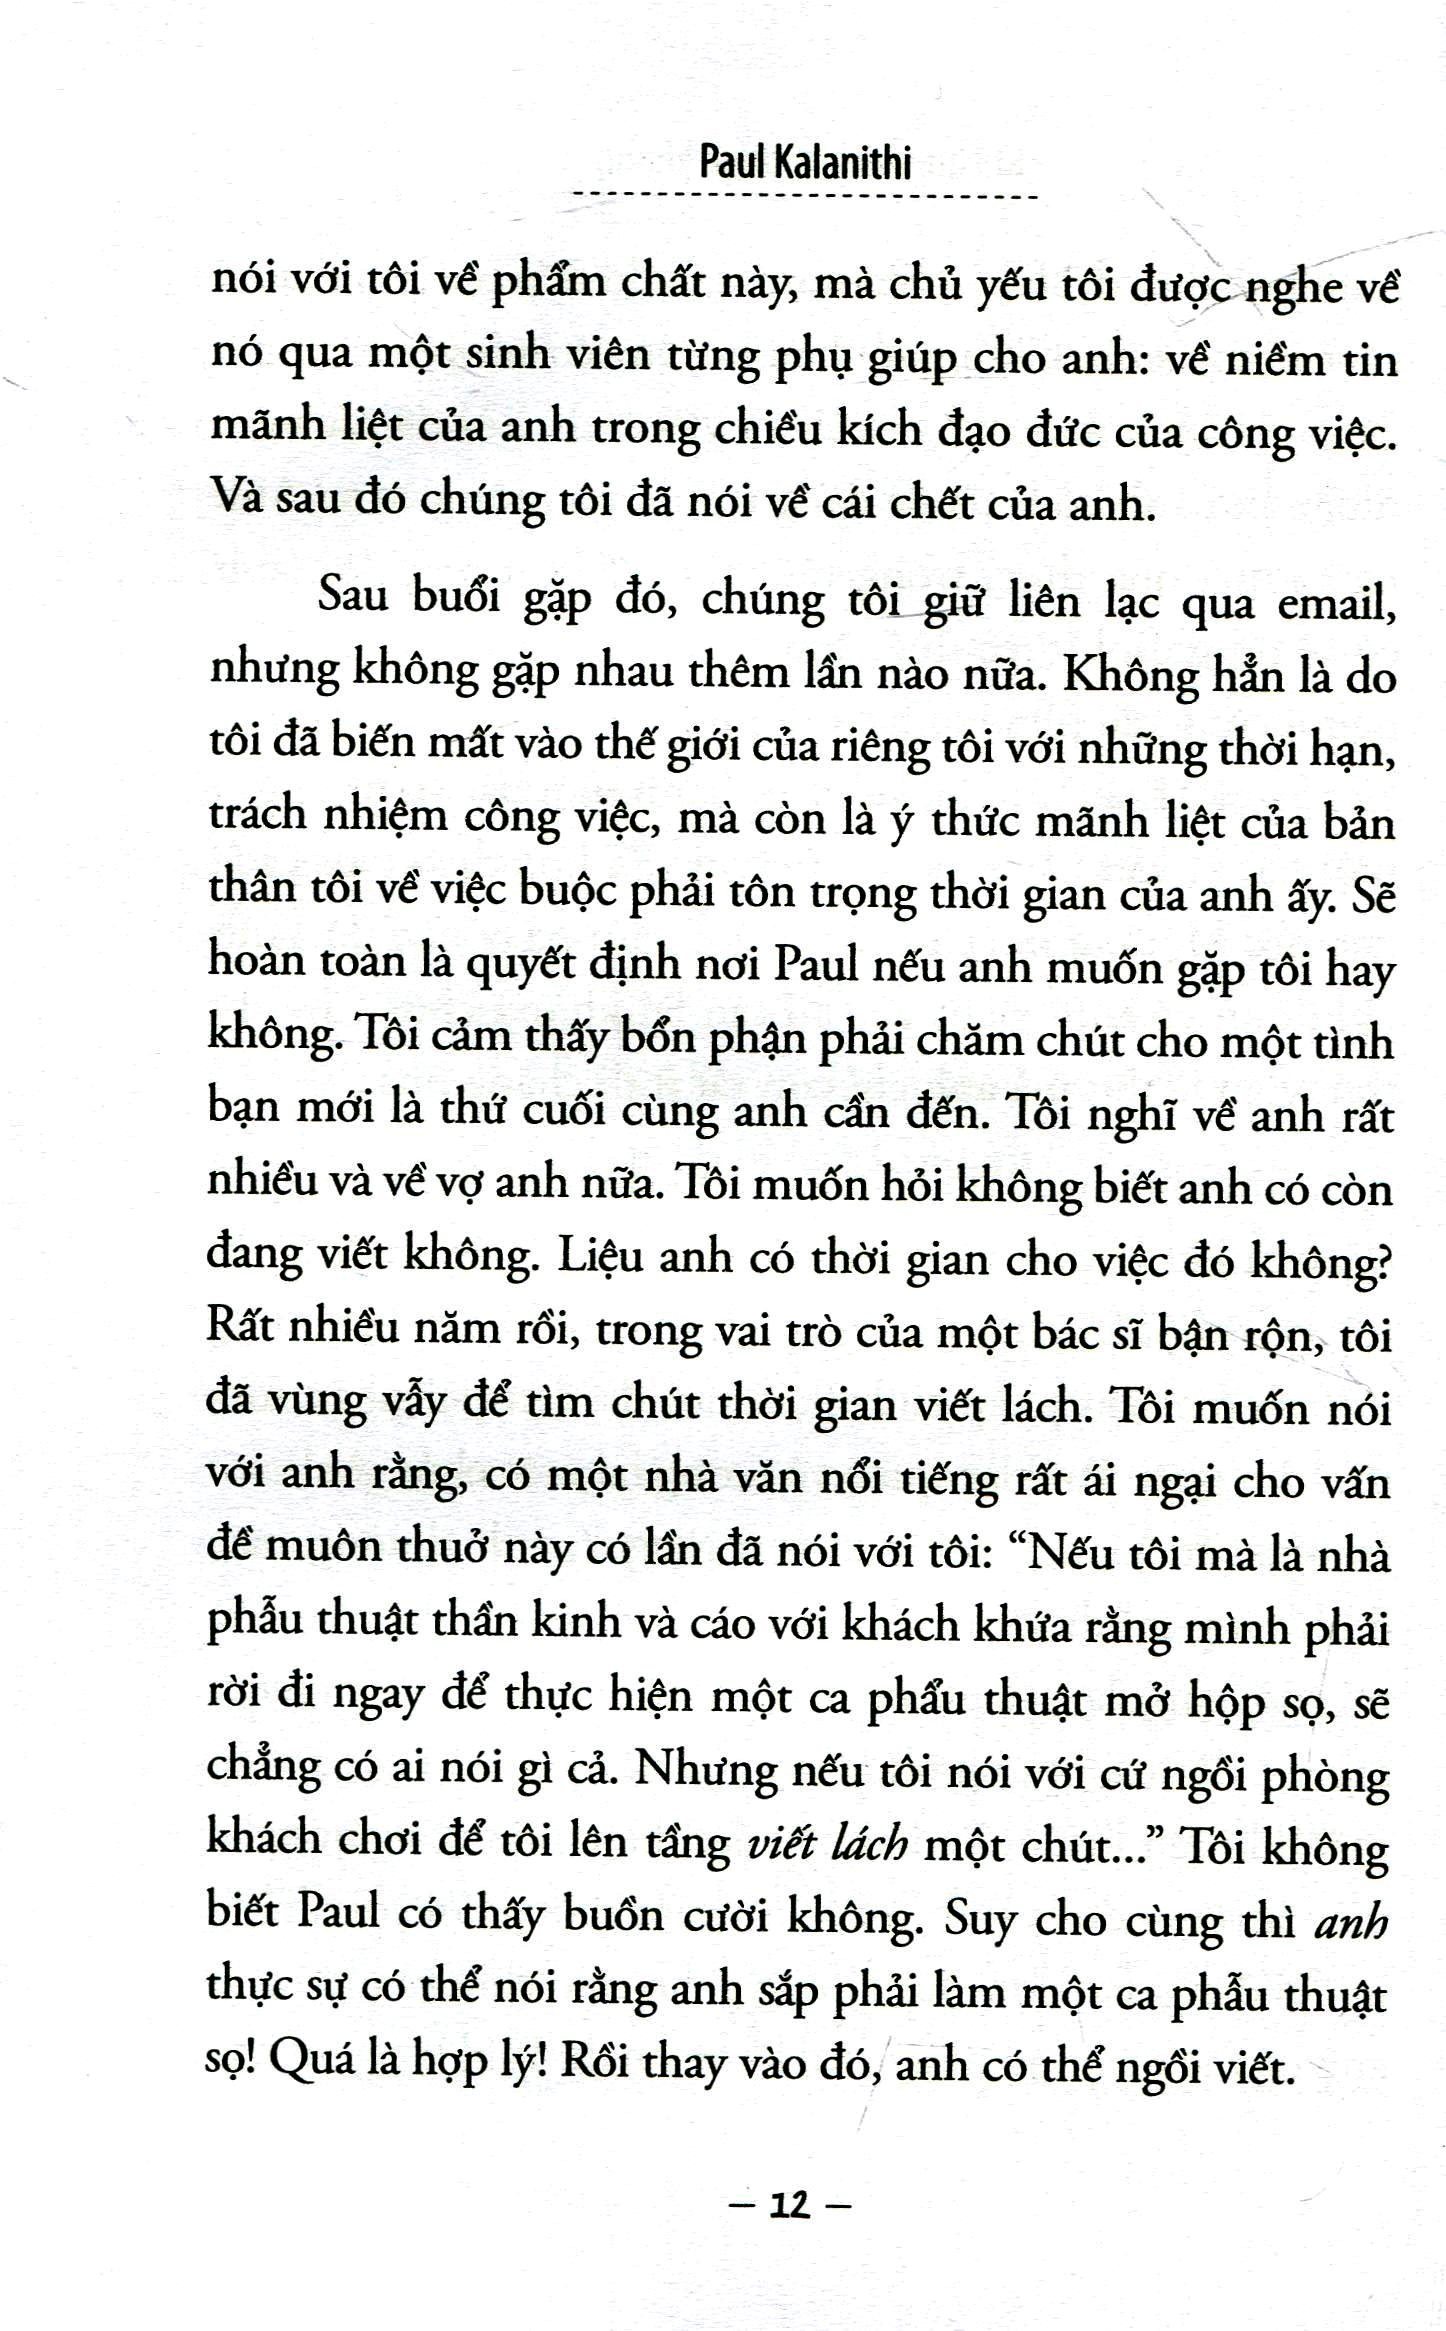 Paul Kalanithi
nói với tôi về phẩm chất này, mà chủ yếu tôi được nghe về
nó qua một sinh viên từng phụ giúp cho anh: về niềm tin
mãnh liệt của anh trong chiều kích đạo đức của công việc.
Và sau đó chúng tôi đã nói về cái chết của anh.
Sau buổi gặp đó, chúng tôi giữ liên lạc qua email,
nhưng không gặp nhau thêm lần nào nữa. Không hẳn là do
tôi đã biến mất vào thế giới của riêng tôi với những thời hạn,
trách nhiệm công việc, mà còn là ý thức mãnh liệt của bản
thân tôi về việc buộc phải tôn trọng thời gian của anh ấy. Sẽ
hoàn toàn là quyết định nơi Paul nếu anh muốn gặp tôi hay
không. Tôi cảm thấy bổn phận phải chăm chút cho một tình
bạn mới là thứ cuối cùng anh cần đến. Tôi nghĩ về anh rất
nhiều và về vợ anh nữa. Tôi muốn hỏi không biết anh có còn
đang viết không. Liệu anh có thời gian cho việc đó không?
Rất nhiều năm rồi, trong vai trò của một bác sĩ bận rộn, tôi
đã vùng vẫy để tìm chút thời gian viết lách. Tôi muốn nói
với anh rằng, có một nhà văn nổi tiếng rất ái ngại cho vấn
đề muôn thuở này có lần đã nói với tôi: “Nếu tôi mà là nhà
phẫu thuật thần kinh và cáo với khách khứa rằng mình phải
rời đi ngay để thực hiện một ca phẩu thuật mở hộp sọ, sẽ
chẳng có ai nói gì cả. Nhưng nếu tôi nói với cứ ngồi phòng
khách chơi để tôi lên tầng viết lách một chút...” Tôi không
biết Paul có thấy buồn cười không. Suy cho cùng thì anh
thực sự có thể nói rằng anh sắp phải làm một ca phẫu thuật
sọ! Quá là hợp lý! Rồi thay vào đó, anh có thể ngồi viết.
– 12 –